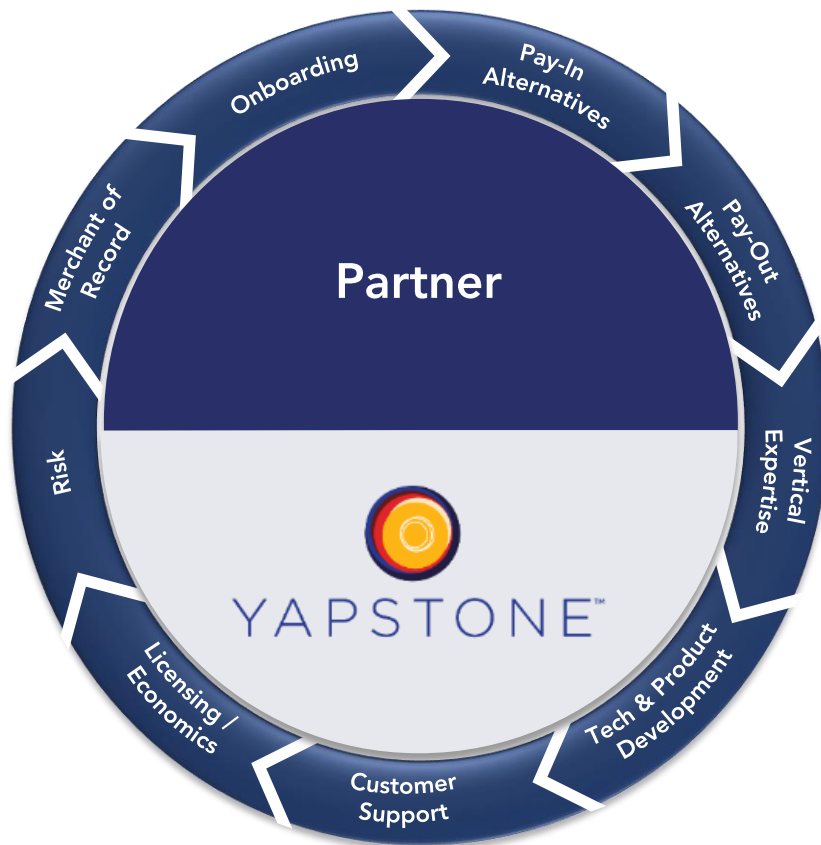 Onboarding
Pay-In
Alternatives
Pay-Out
Alternatives
Vertical
Expertise
Tech & Product
Development
Customer
Support
Licensing /
Economics
Risk
Merchant of
Record
Partner
YAPSTONE™